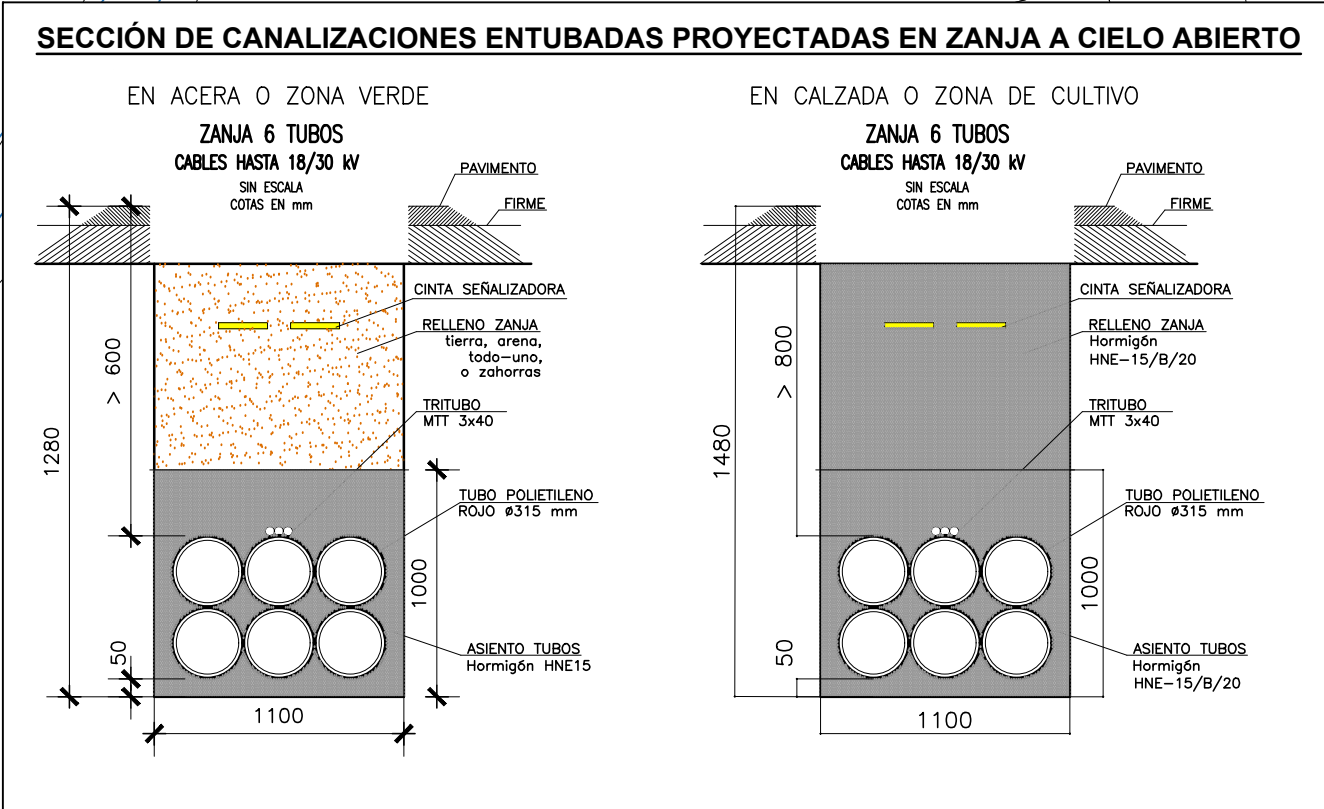 SECCIÓN DE CANALIZACIONES ENTUBADAS PROYECTADAS EN ZANJA A CIELO ABIERTO
EN ACERA O ZONA VERDE
ZANJA 6 TUBOS
CABLES HASTA 18/30 kV
SIN ESCALA
COTAS EN mm
PAVIMENTO
FIRME
CINTA SEÑALIZADORA
RELLENO ZANJA
tierra, arena,
todo-uno,
o zahorras
TRITUBO
MTT 3x40
TUBO POLIETILENO
ROJO ø315 mm
ASIENTO TUBOS
Hormigón HNE15
1280
> 600
50
1000
1100
EN CALZADA O ZONA DE CULTIVO
ZANJA 6 TUBOS
CABLES HASTA 18/30 kV
SIN ESCALA
COTAS EN mm
PAVIMENTO
FIRME
CINTA SEÑALIZADORA
RELLENO ZANJA
Hormigón
HNE-15/B/20
TRITUBO
MTT 3x40
TUBO POLIETILENO
ROJO ø315 mm
ASIENTO TUBOS
Hormigón
HNE-15/B/20
1480
> 800
50
1000
1100